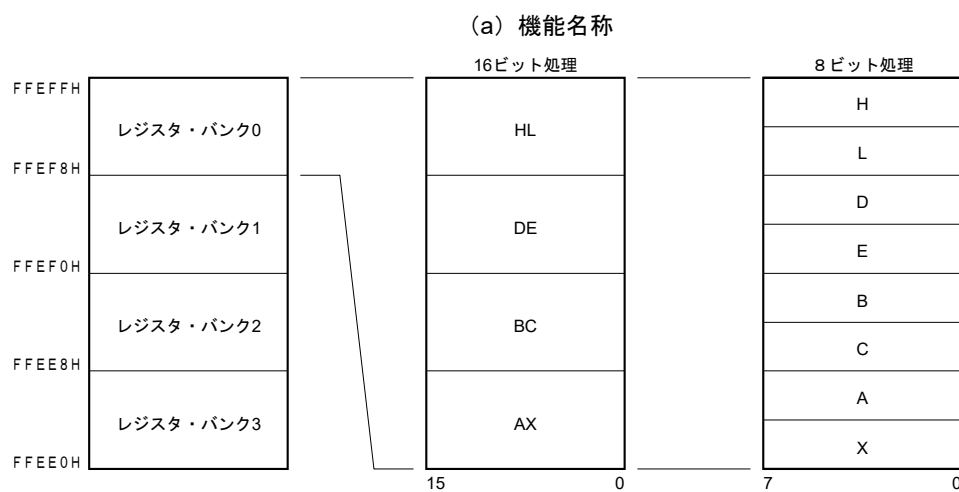 (a) 機能名称
16ビット処理
8 ビット処理
FFEFFH
レジスタ・バンク0
HL
H
L
FFEF8H
レジスタ・バンク1
DE
D
E
FFEF0H
レジスタ・バンク2
BC
B
C
FFEE8H
レジスタ・バンク3
AX
A
X
FFEE0H
15
0
7
0